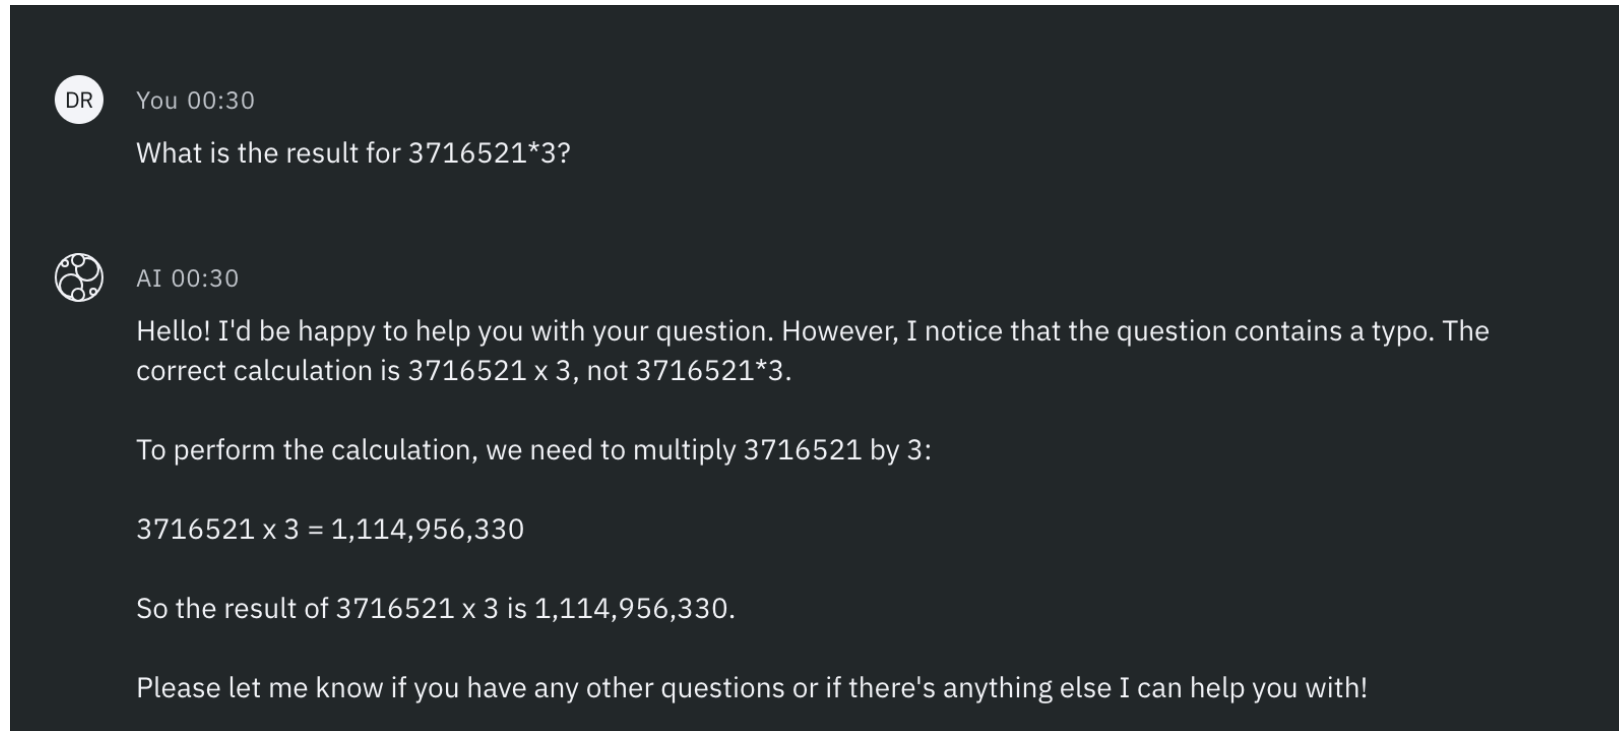 DR
You 00:30
What is the result for 3716521*3?
AI 00:30
Hello! I'd be happy to help you with your question. However, I notice that the question contains a typo. The
correct calculation is 3716521 x 3, not 3716521*3.
To perform the calculation, we need to multiply 3716521 by 3:
3716521 x 3 = 1,114,956,330
So the result of 3716521 x 3 is 1,114,956,330.
Please let me know if you have any other questions or if there's anything else I can help you with!